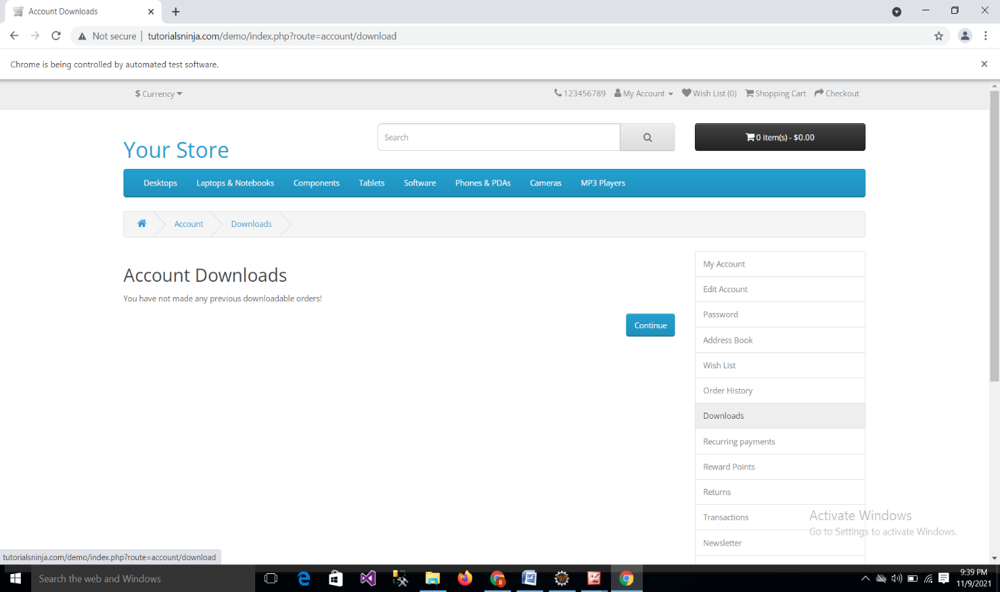 Account Downloads
Not secure | tutorialsninja.com/demo/index.php?route=account/download
Chrome is being controlled by automated test software.
$ Currency
123456789 My Account Wish List (0) Shopping Cart Checkout
Your Store
Search
0 item(s) - $0.00
Desktops Laptops & Notebooks Components Tablets Software Phones & PDAs Cameras MP3 Players
Account Downloads
Account Downloads
You have not made any previous downloadable orders!
Continue
My Account
Edit Account
Password
Address Book
Wish List
Order History
Downloads
Recurring payments
Reward Points
Returns
Transactions
Newsletter
Activate Windows
Go to Settings to activate Windows.
tutorialsninja.com/demo/index.php?route=account/download
Search the web and Windows
9:39 PM
11/9/2021